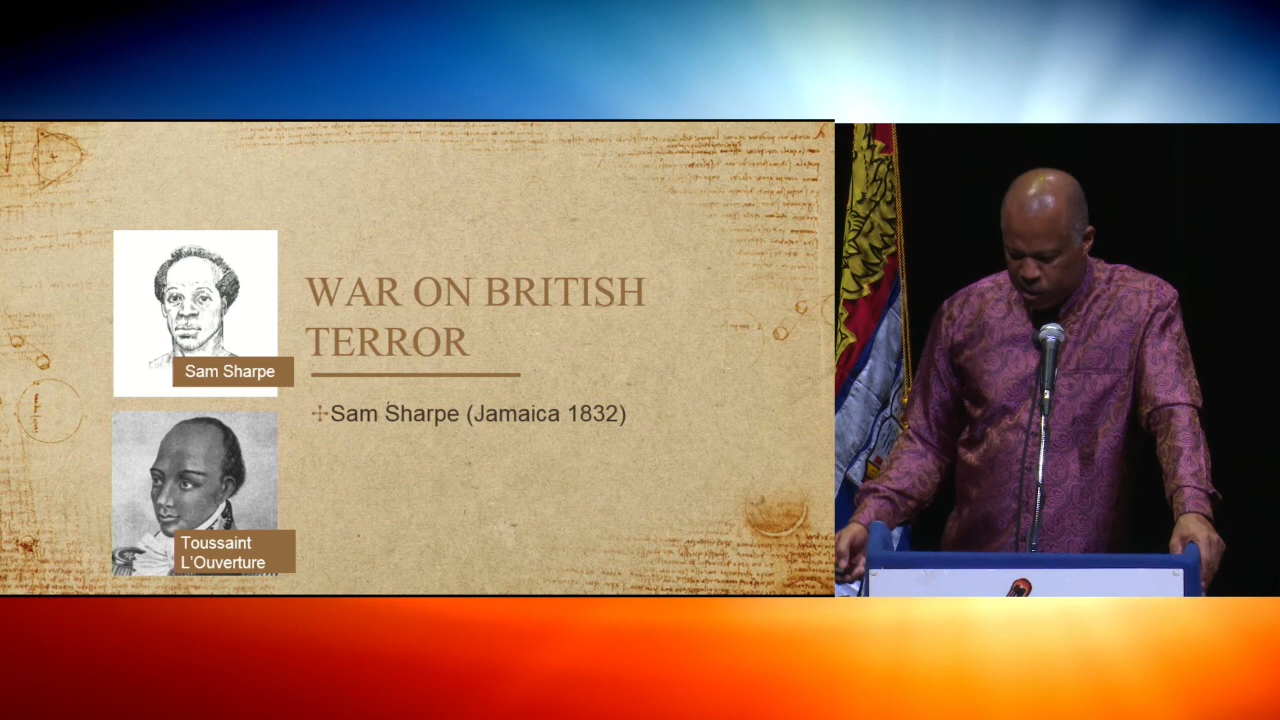 Sam Sharpe
Toussaint
L'Ouverture
WAR ON BRITISH
TERROR
Sam Sharpe (Jamaica 1832)